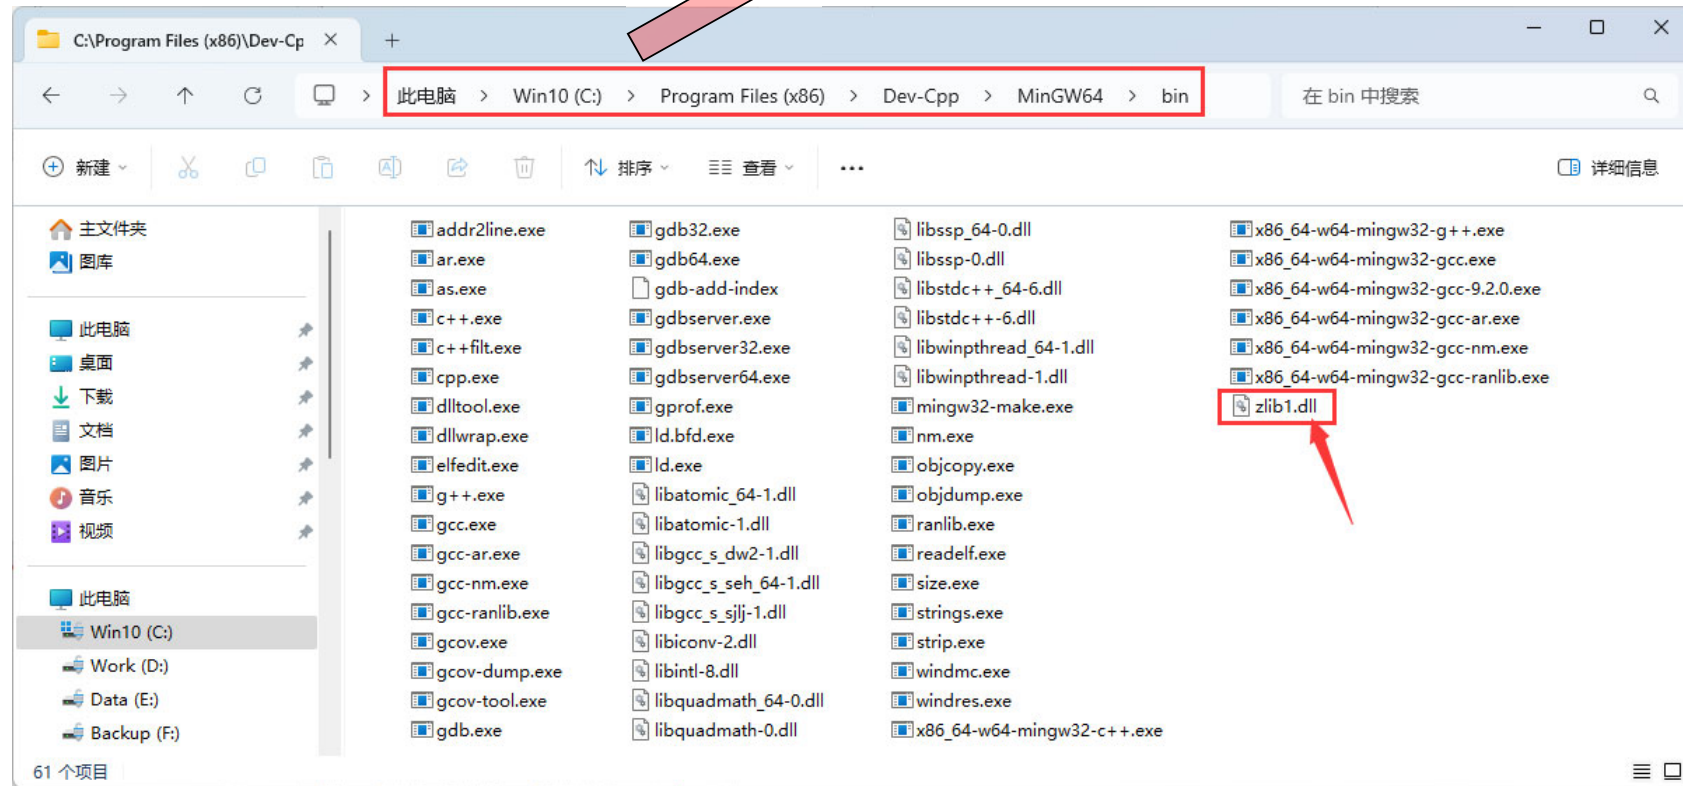 C:\Program Files (x86)\Dev-Cp
此电脑 > Win10 (C:) > Program Files (x86) > Dev-Cpp > MinGW64 > bin
在 bin 中搜索
新建
排序
查看
详细信息
主文件夹
图库
此电脑
桌面
下载
文档
图片
音乐
视频
此电脑
Win10 (C:)
Work (D:)
Data (E:)
Backup (F:)
addr2line.exe
ar.exe
as.exe
c++.exe
c++filt.exe
cpp.exe
dlltool.exe
dllwrap.exe
elfedit.exe
g++.exe
gcc.exe
gcc-ar.exe
gcc-nm.exe
gcc-ranlib.exe
gcov.exe
gcov-dump.exe
gcov-tool.exe
gdb.exe
gdb32.exe
gdb64.exe
gdb-add-index
gdbserver.exe
gdbserver32.exe
gdbserver64.exe
gprof.exe
ld.bfd.exe
ld.exe
libatomic_64-1.dll
libatomic-1.dll
libgcc_s_dw2-1.dll
libgcc_s_seh_64-1.dll
libgcc_s_sjlj-1.dll
libiconv-2.dll
libintl-8.dll
libquadmath_64-0.dll
libquadmath-0.dll
libssp_64-0.dll
libssp-0.dll
libstdc++_64-6.dll
libstdc++-6.dll
libwinpthread_64-1.dll
libwinpthread-1.dll
mingw32-make.exe
nm.exe
objcopy.exe
objdump.exe
ranlib.exe
readelf.exe
size.exe
strings.exe
strip.exe
windmc.exe
windres.exe
x86_64-w64-mingw32-c++.exe
x86_64-w64-mingw32-g++.exe
x86_64-w64-mingw32-gcc.exe
x86_64-w64-mingw32-gcc-9.2.0.exe
x86_64-w64-mingw32-gcc-ar.exe
x86_64-w64-mingw32-gcc-nm.exe
x86_64-w64-mingw32-gcc-ranlib.exe
zlib1.dll
61 个项目